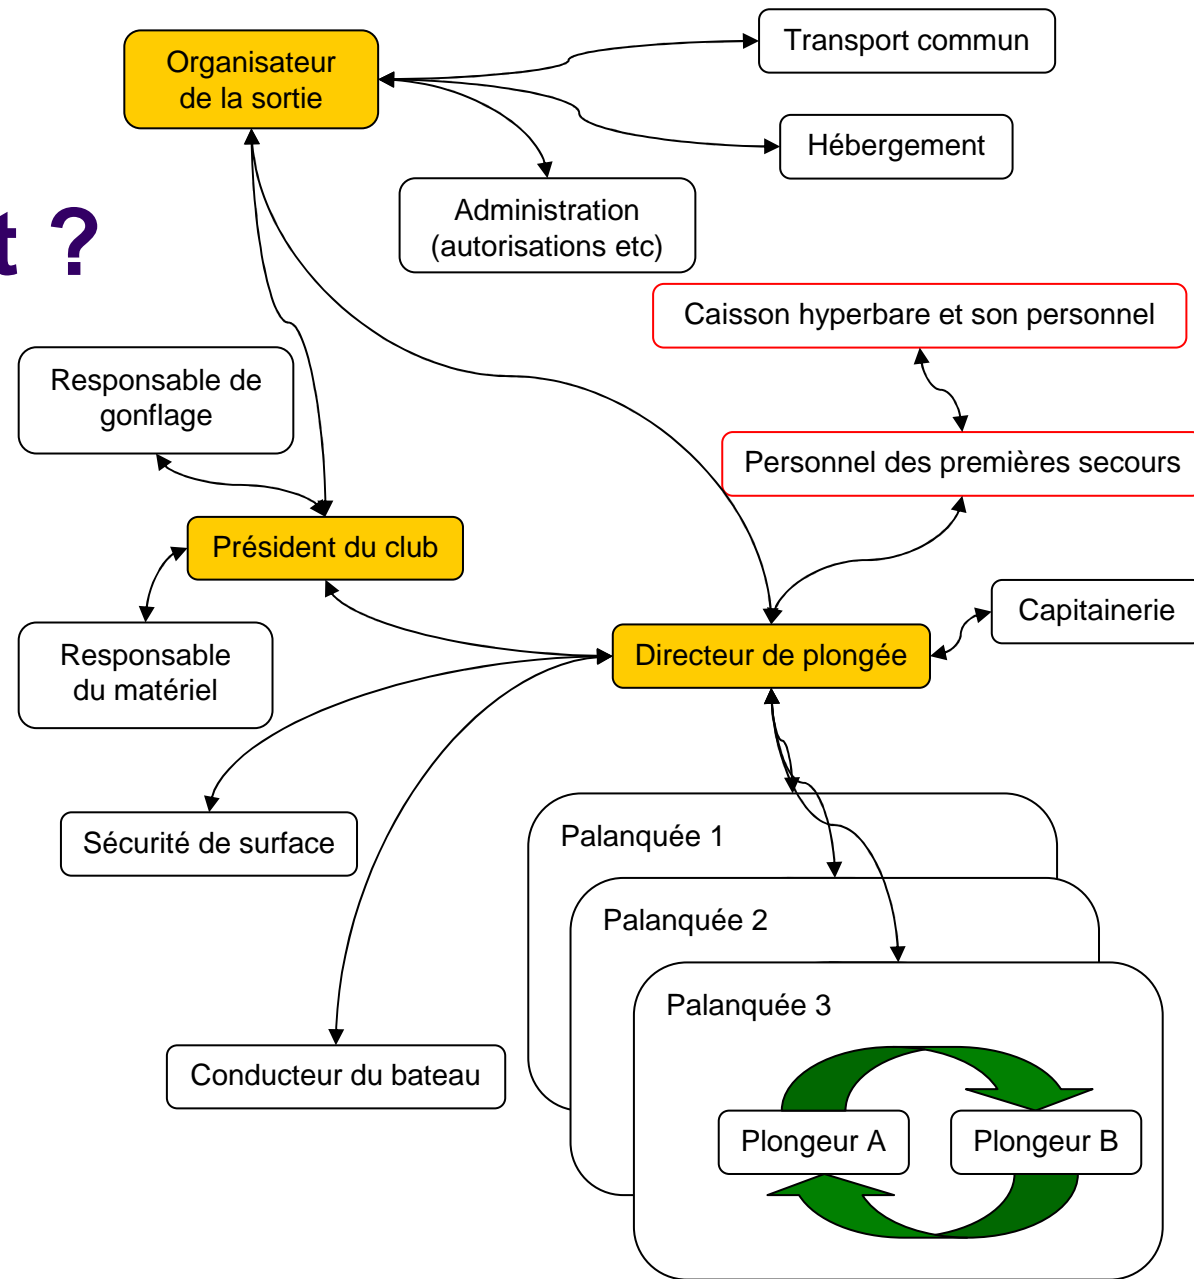 Transport commun
Organisateur
de la sortie
Hébergement
Administration
(autorisations etc)
t ?
Caisson hyperbare et son personnel
Responsable de
gonflage
Personnel des premières secours
Président du club
Capitainerie
Responsable
du matériel
Directeur de plongée
Sécurité de surface
Palanquée 1
Palanquée 2
Palanquée 3
Conducteur du bateau
Plongeur A
Plongeur B